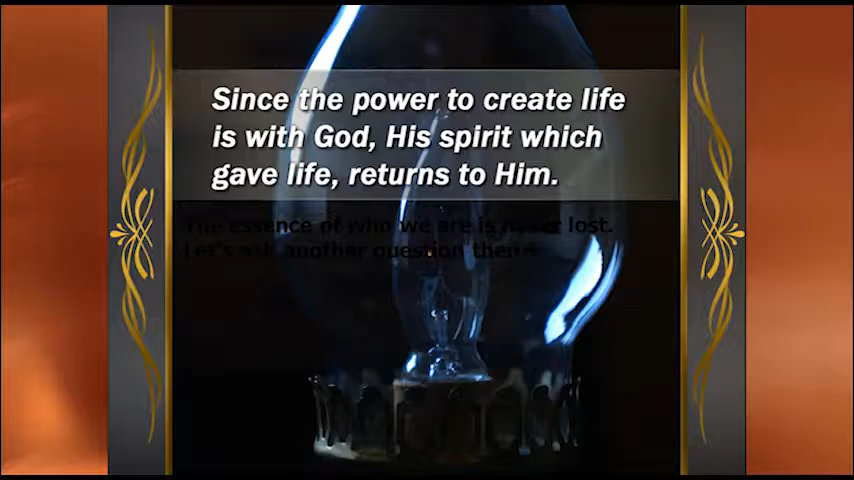 Since the power to create life
is with God, His spirit which
gave life, returns to Him.
The essence of who we are is never lost.
Let's ask another question then